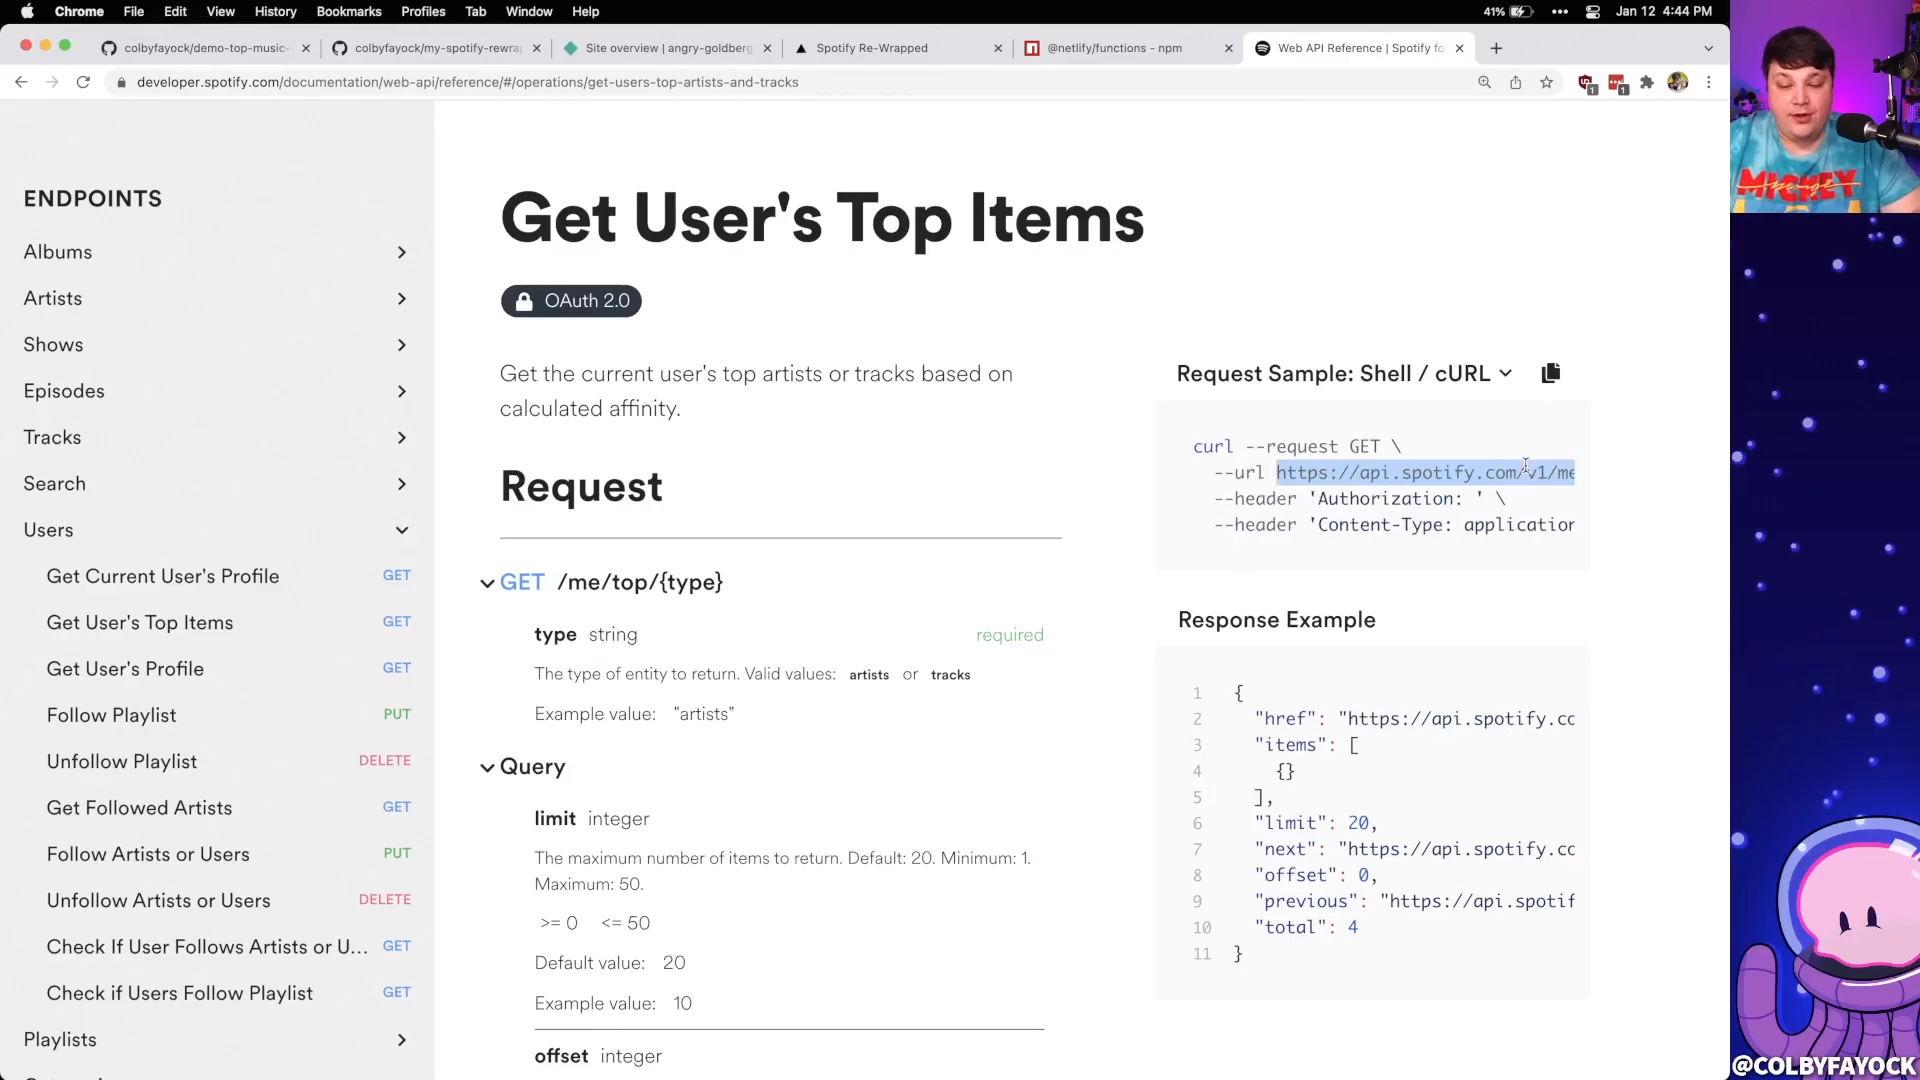 Chrome File Edit View History Bookmarks Profiles Tab Window Help
41% Jan 12 4:44 PM
colbyfayock/demo-top-music-
colbyfayock/my-spotify-rewrap
Site overview | angry-goldberg
Spotify Re-Wrapped
@netlify/functions - npm
Web API Reference | Spotify fo
developer.spotify.com/documentation/web-api/reference/#/operations/get-users-top-artists-and-tracks
ENDPOINTS
Albums
Artists
Shows
Episodes
Tracks
Search
Users
Get Current User's Profile GET
Get User's Top Items GET
Get User's Profile GET
Follow Playlist PUT
Unfollow Playlist DELETE
Get Followed Artists GET
Follow Artists or Users PUT
Unfollow Artists or Users DELETE
Check If User Follows Artists or U... GET
Check if Users Follow Playlist GET
Playlists
Get User's Top Items
OAuth 2.0
Get the current user's top artists or tracks based on
calculated affinity.
Request
GET /me/top/{type}
type string required
The type of entity to return. Valid values: artists or tracks
Example value: "artists"
Query
limit integer
The maximum number of items to return. Default: 20. Minimum: 1.
Maximum: 50.
>= 0 <= 50
Default value: 20
Example value: 10
offset integer
Request Sample: Shell / cURL
curl --request GET \
--url https://api.spotify.com/v1/me
--header 'Authorization: ' \
--header 'Content-Type: application
Response Example
1 {
2 "href": "https://api.spotify.co
3 "items": [
4 {}
5 ],
6 "limit": 20,
7 "next": "https://api.spotify.co
8 "offset": 0,
9 "previous": "https://api.spotif
10 "total": 4
11 }
MICKEY
@COLBYFAYOCK